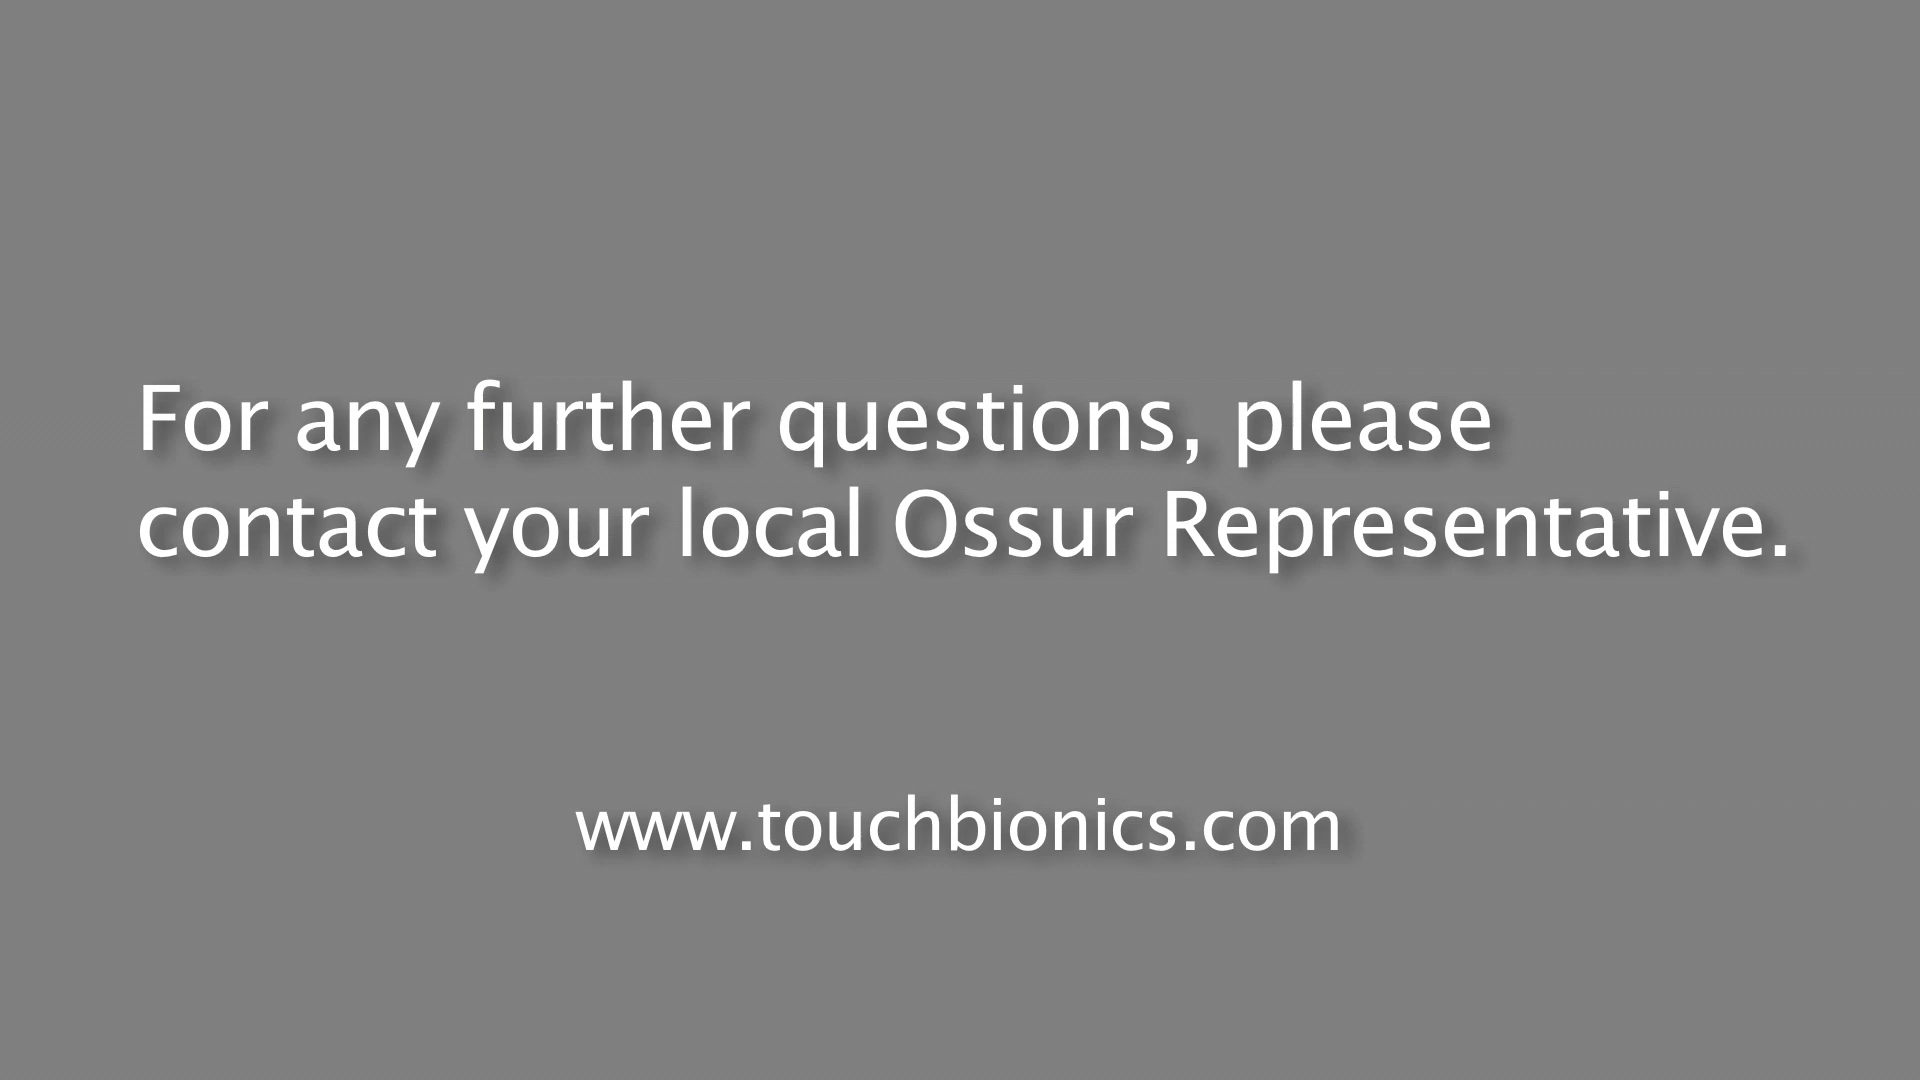 For any further questions, please
contact your local Ossur Representative.
www.touchbionics.com